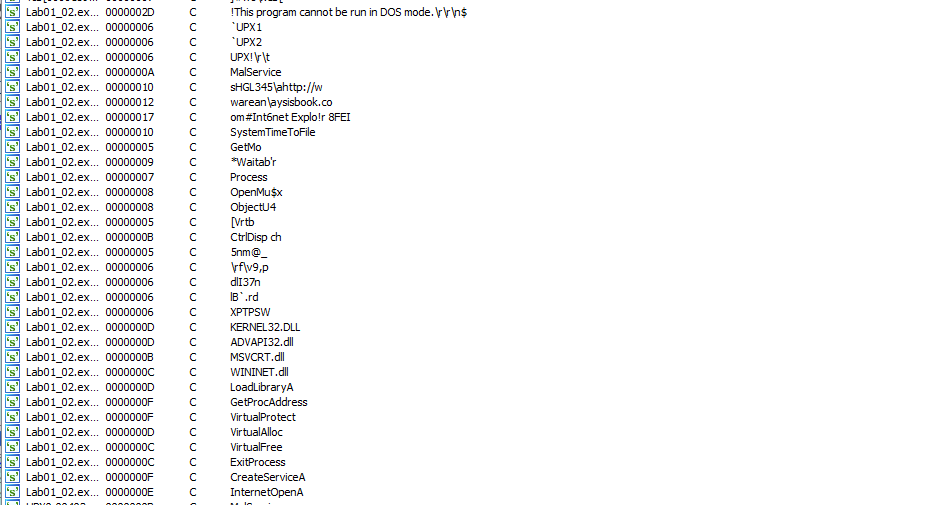 Lab01_02.ex... 0000002D C !This program cannot be run in DOS mode.\r\r\n$
Lab01_02.ex... 00000006 C `UPX1
Lab01_02.ex... 00000006 C `UPX2
Lab01_02.ex... 00000006 C UPX!\r\t
Lab01_02.ex... 0000000A C MalService
Lab01_02.ex... 00000010 C sHGL345\ahttp://w
Lab01_02.ex... 00000012 C warean\aysisbook.co
Lab01_02.ex... 00000017 C om#Int6net Explo!r 8FEI
Lab01_02.ex... 00000010 C SystemTimeToFile
Lab01_02.ex... 00000005 C GetMo
Lab01_02.ex... 00000009 C *Waitab'r
Lab01_02.ex... 00000007 C Process
Lab01_02.ex... 00000008 C OpenMu$x
Lab01_02.ex... 00000008 C ObjectU4
Lab01_02.ex... 00000005 C [Vrtb
Lab01_02.ex... 0000000B C CtrlDisp ch
Lab01_02.ex... 00000005 C 5nm@_
Lab01_02.ex... 00000006 C \rf\v9,p
Lab01_02.ex... 00000006 C dlI37n
Lab01_02.ex... 00000006 C lB`.rd
Lab01_02.ex... 00000006 C XPTPSW
Lab01_02.ex... 0000000D C KERNEL32.DLL
Lab01_02.ex... 0000000D C ADVAPI32.dll
Lab01_02.ex... 0000000B C MSVCRT.dll
Lab01_02.ex... 0000000C C WININET.dll
Lab01_02.ex... 0000000D C LoadLibraryA
Lab01_02.ex... 0000000F C GetProcAddress
Lab01_02.ex... 0000000F C VirtualProtect
Lab01_02.ex... 0000000D C VirtualAlloc
Lab01_02.ex... 0000000C C VirtualFree
Lab01_02.ex... 0000000C C ExitProcess
Lab01_02.ex... 0000000F C CreateServiceA
Lab01_02.ex... 0000000E C InternetOpenA